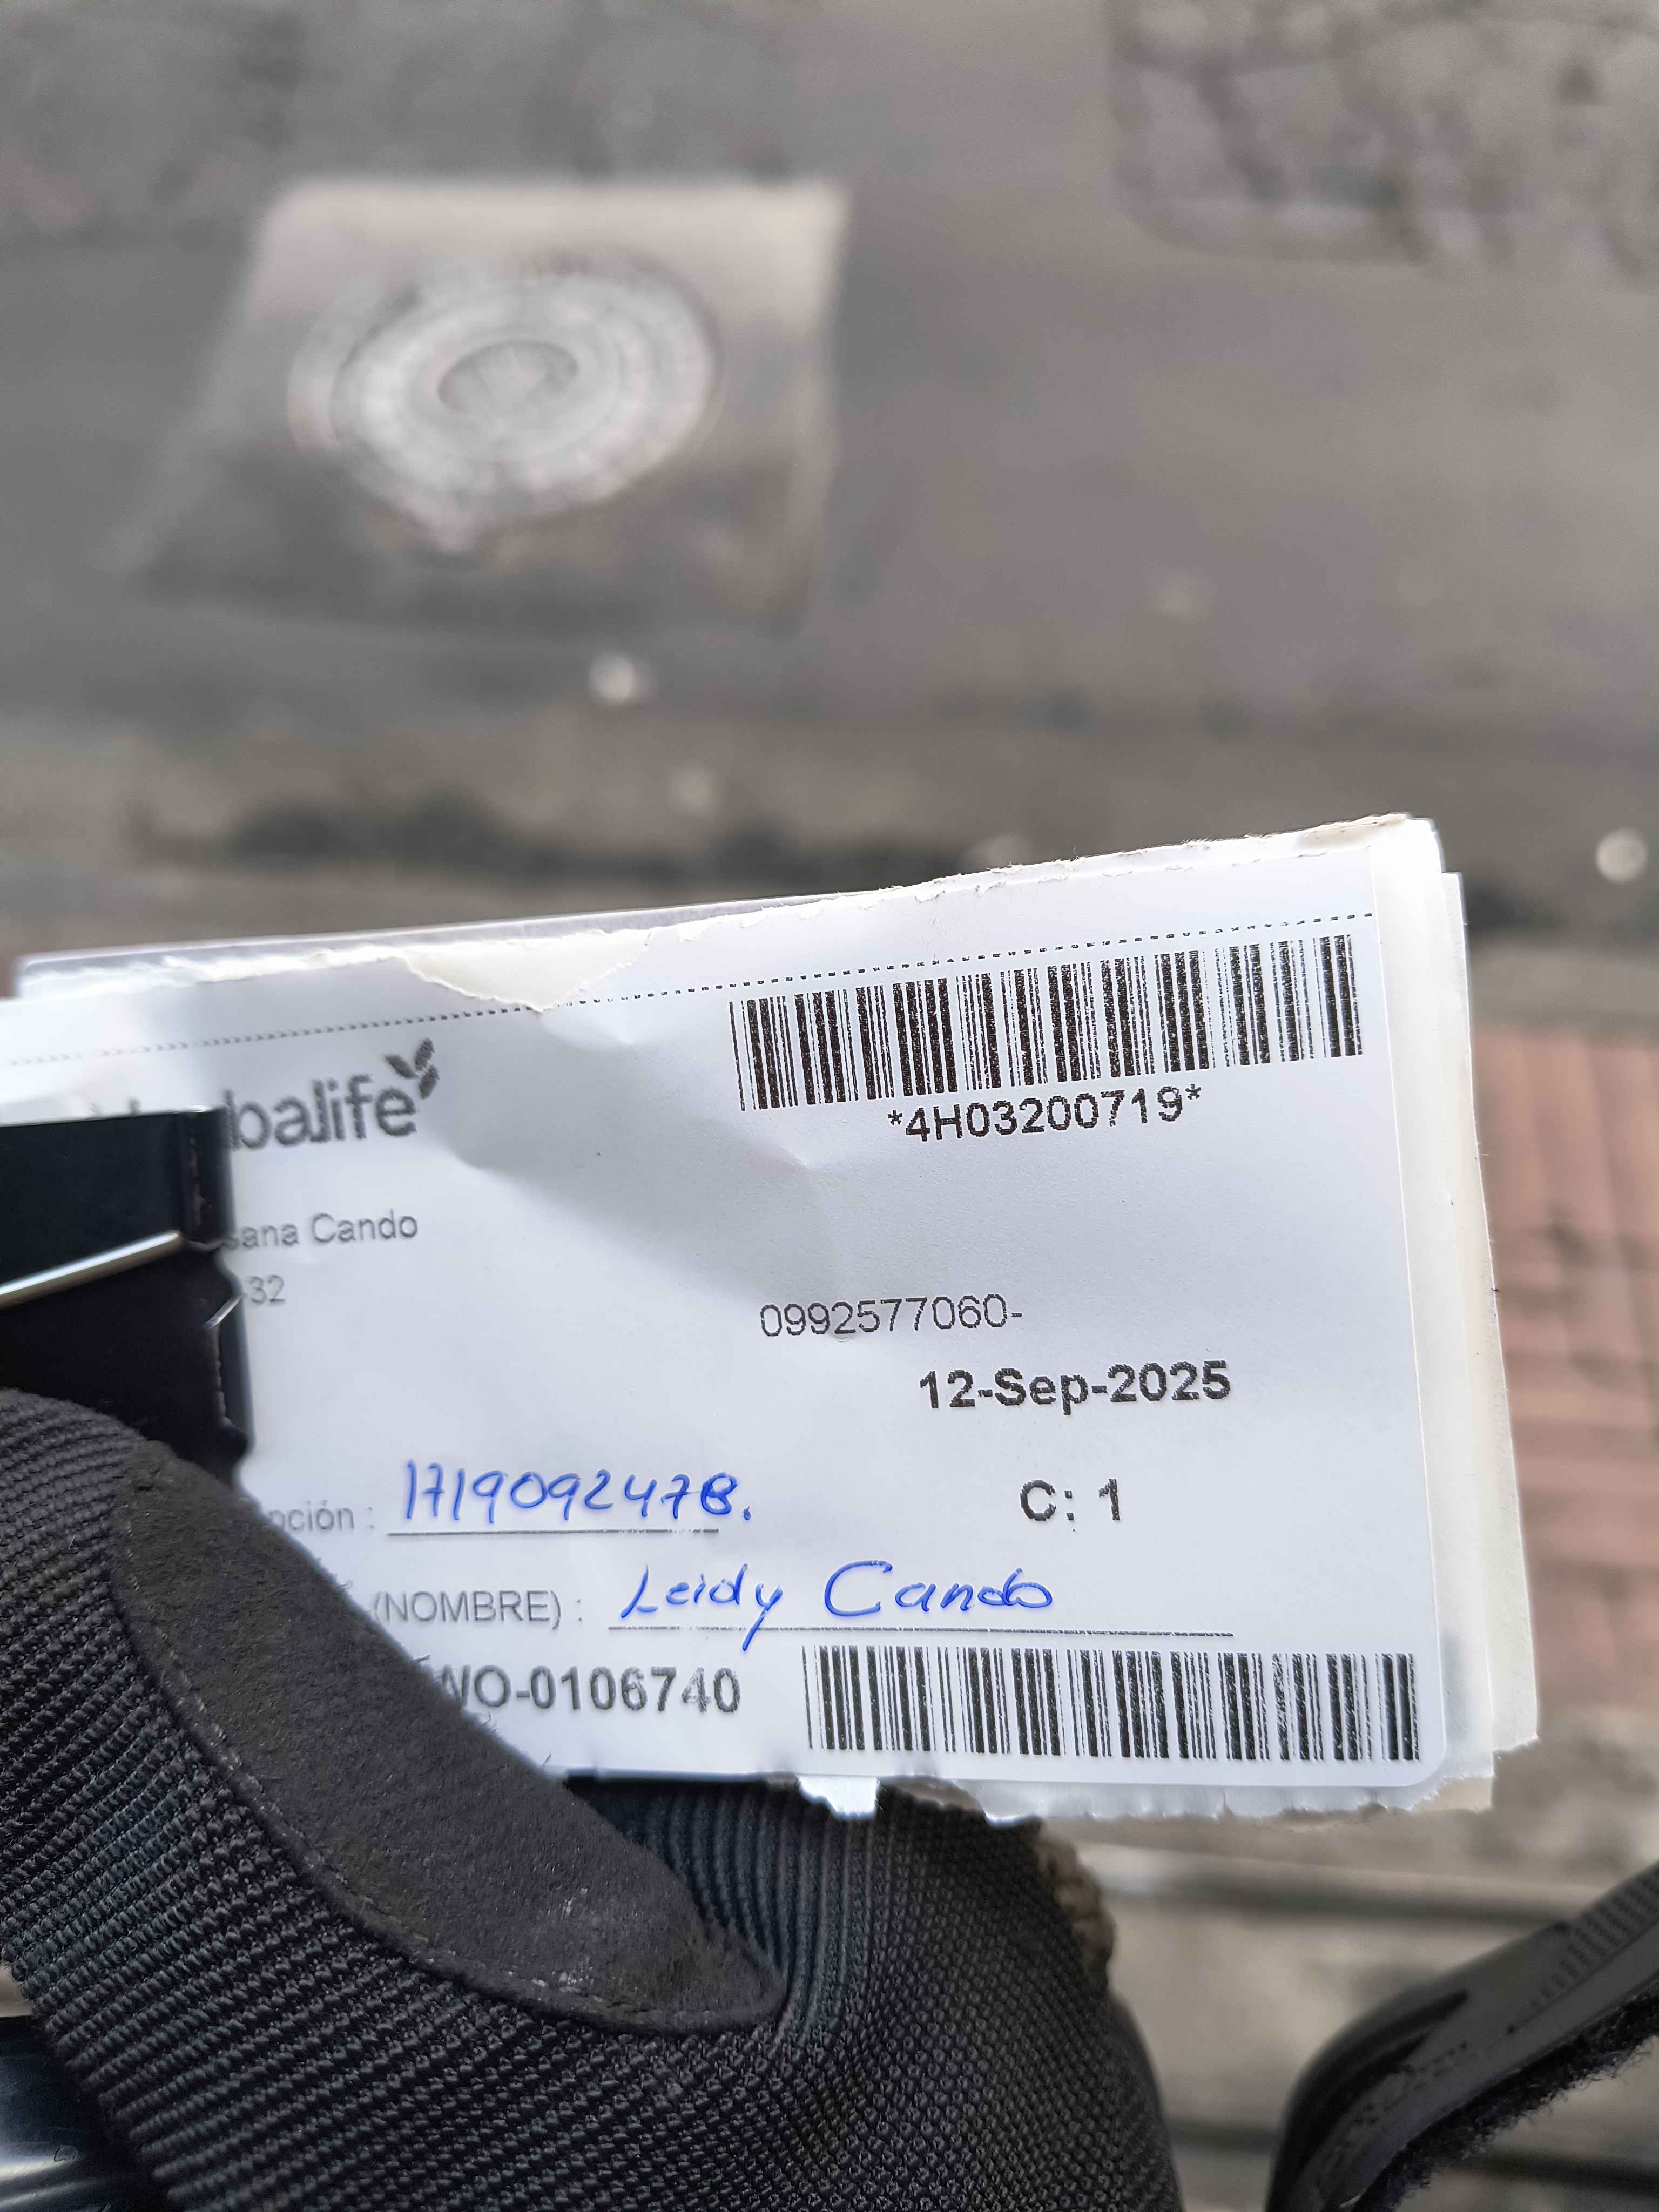 balife
*4H03200719*
sana Cando
32
0992577060-
12-Sep-2025
pción : 1719092478.
C: 1
(NOMBRE) : Leidy Cando
WO-0106740